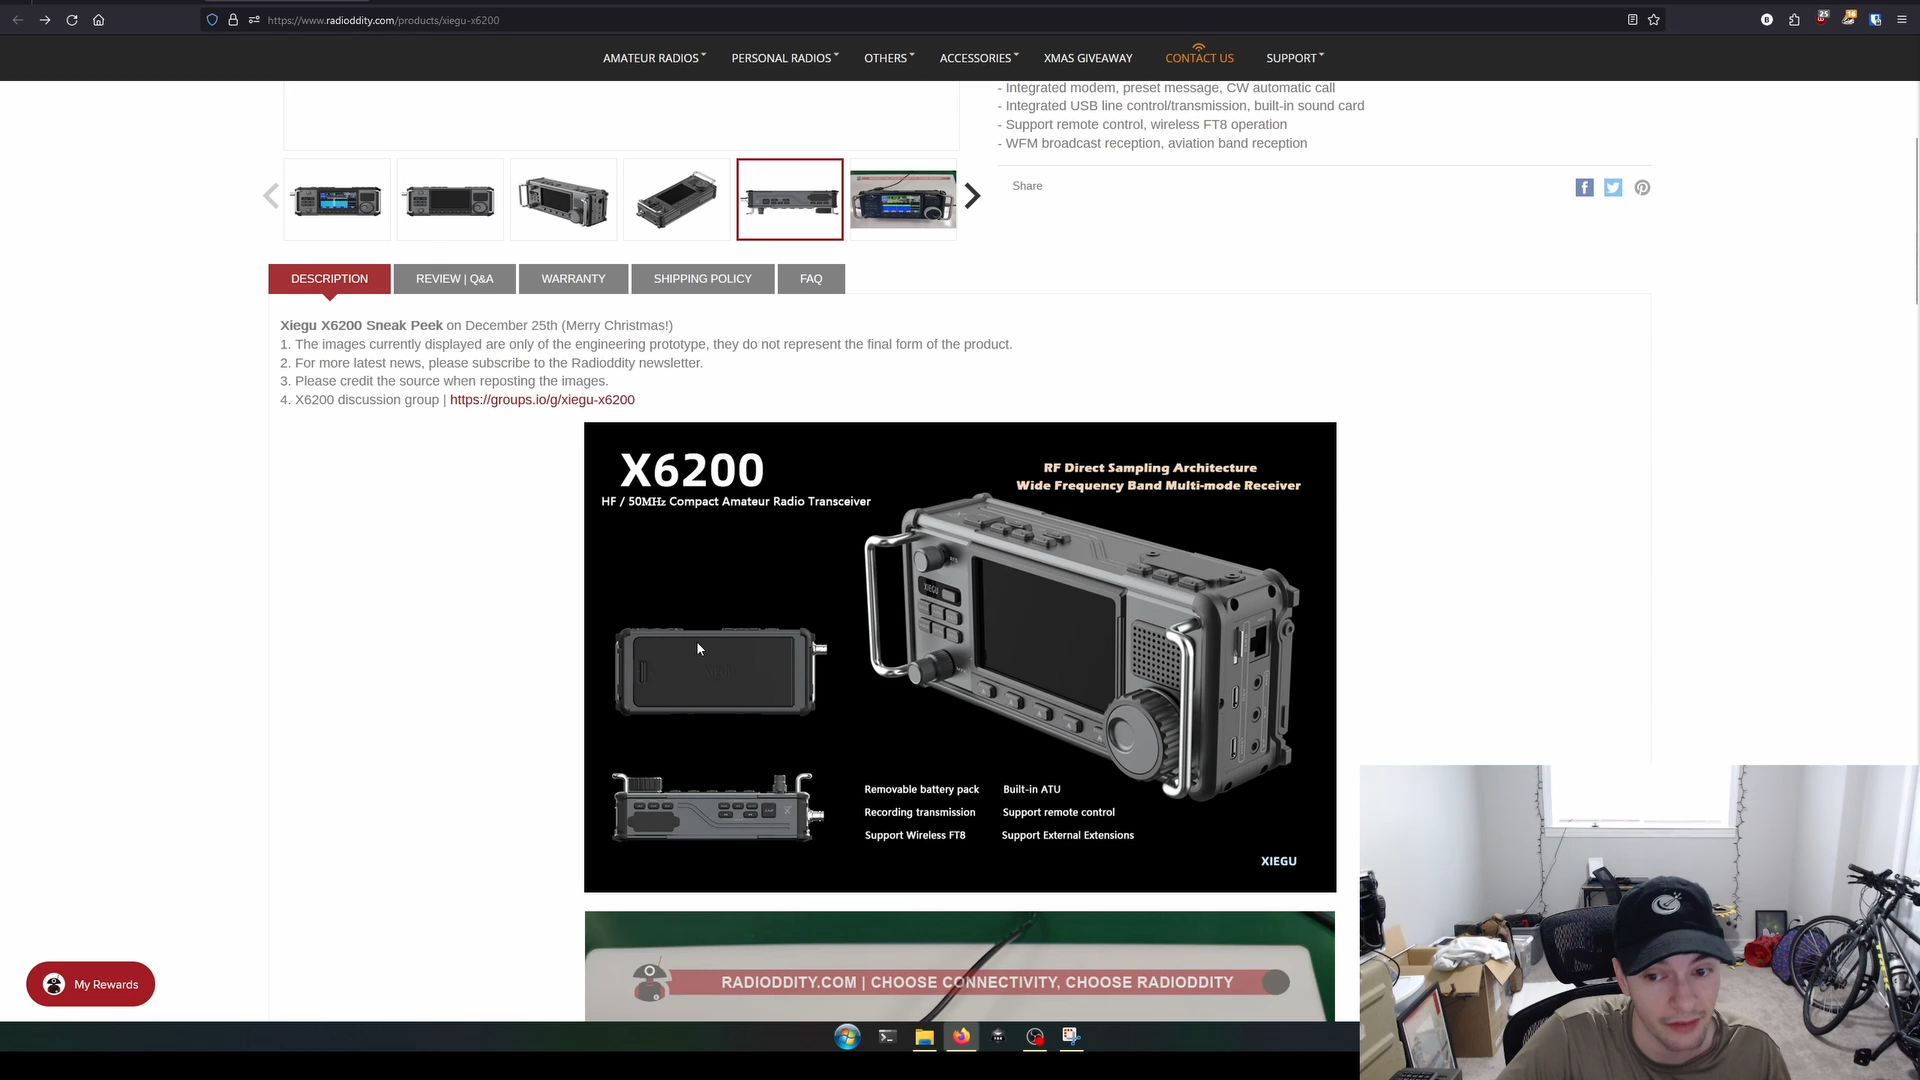 https://www.radioddity.com/products/xiegu-x6200
25
16
AMATEUR RADIOS
PERSONAL RADIOS
OTHERS
ACCESSORIES
XMAS GIVEAWAY
CONTACT US
SUPPORT
- Integrated modem, preset message, CW automatic call
- Integrated USB line control/transmission, built-in sound card
- Support remote control, wireless FT8 operation
- WFM broadcast reception, aviation band reception
Share
DESCRIPTION
REVIEW | Q&A
WARRANTY
SHIPPING POLICY
FAQ
Xiegu X6200 Sneak Peek on December 25th (Merry Christmas!)
1. The images currently displayed are only of the engineering prototype, they do not represent the final form of the product.
2. For more latest news, please subscribe to the Radioddity newsletter.
3. Please credit the source when reposting the images.
4. X6200 discussion group | https://groups.io/g/xiegu-x6200
X6200
HF / 50MHz Compact Amateur Radio Transceiver
RF Direct Sampling Architecture
Wide Frequency Band Multi-mode Receiver
XIEGU
Removable battery pack
Built-in ATU
Recording transmission
Support remote control
Support Wireless FT8
Support External Extensions
XIEGU
RADIODDITY.COM | CHOOSE CONNECTIVITY, CHOOSE RADIODDITY
My Rewards